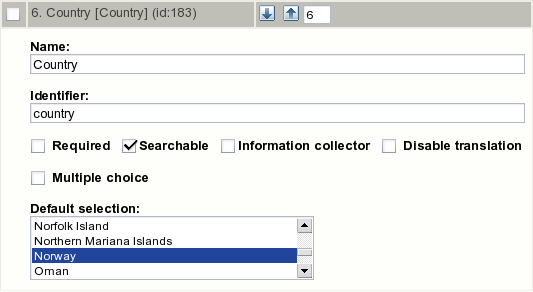 6. Country [Country] (id:183) 6
Name:
Country
Identifier:
country
Required Searchable Information collector Disable translation
Multiple choice
Default selection:
Norfolk Island
Northern Mariana Islands
Norway
Oman